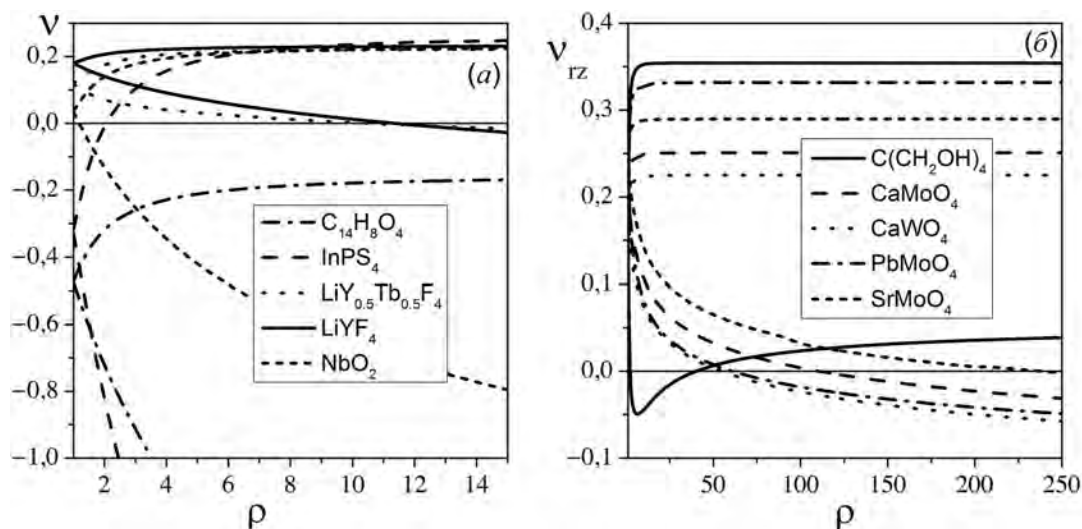 ν
0,2
0,0
−0,2
−0,4
−0,6
−0,8
−1,0
2 4 6 8 10 12 14
ρ
(а)
C₁₄H₈O₄
InPS₄
LiY₀.₅Tb₀.₅F₄
LiYF₄
NbO₂
ν_rz
0,4
0,3
0,2
0,1
0,0
0,1
50 100 150 200 250
ρ
(б)
C(CH₂OH)₄
CaMoO₄
CaWO₄
PbMoO₄
SrMoO₄